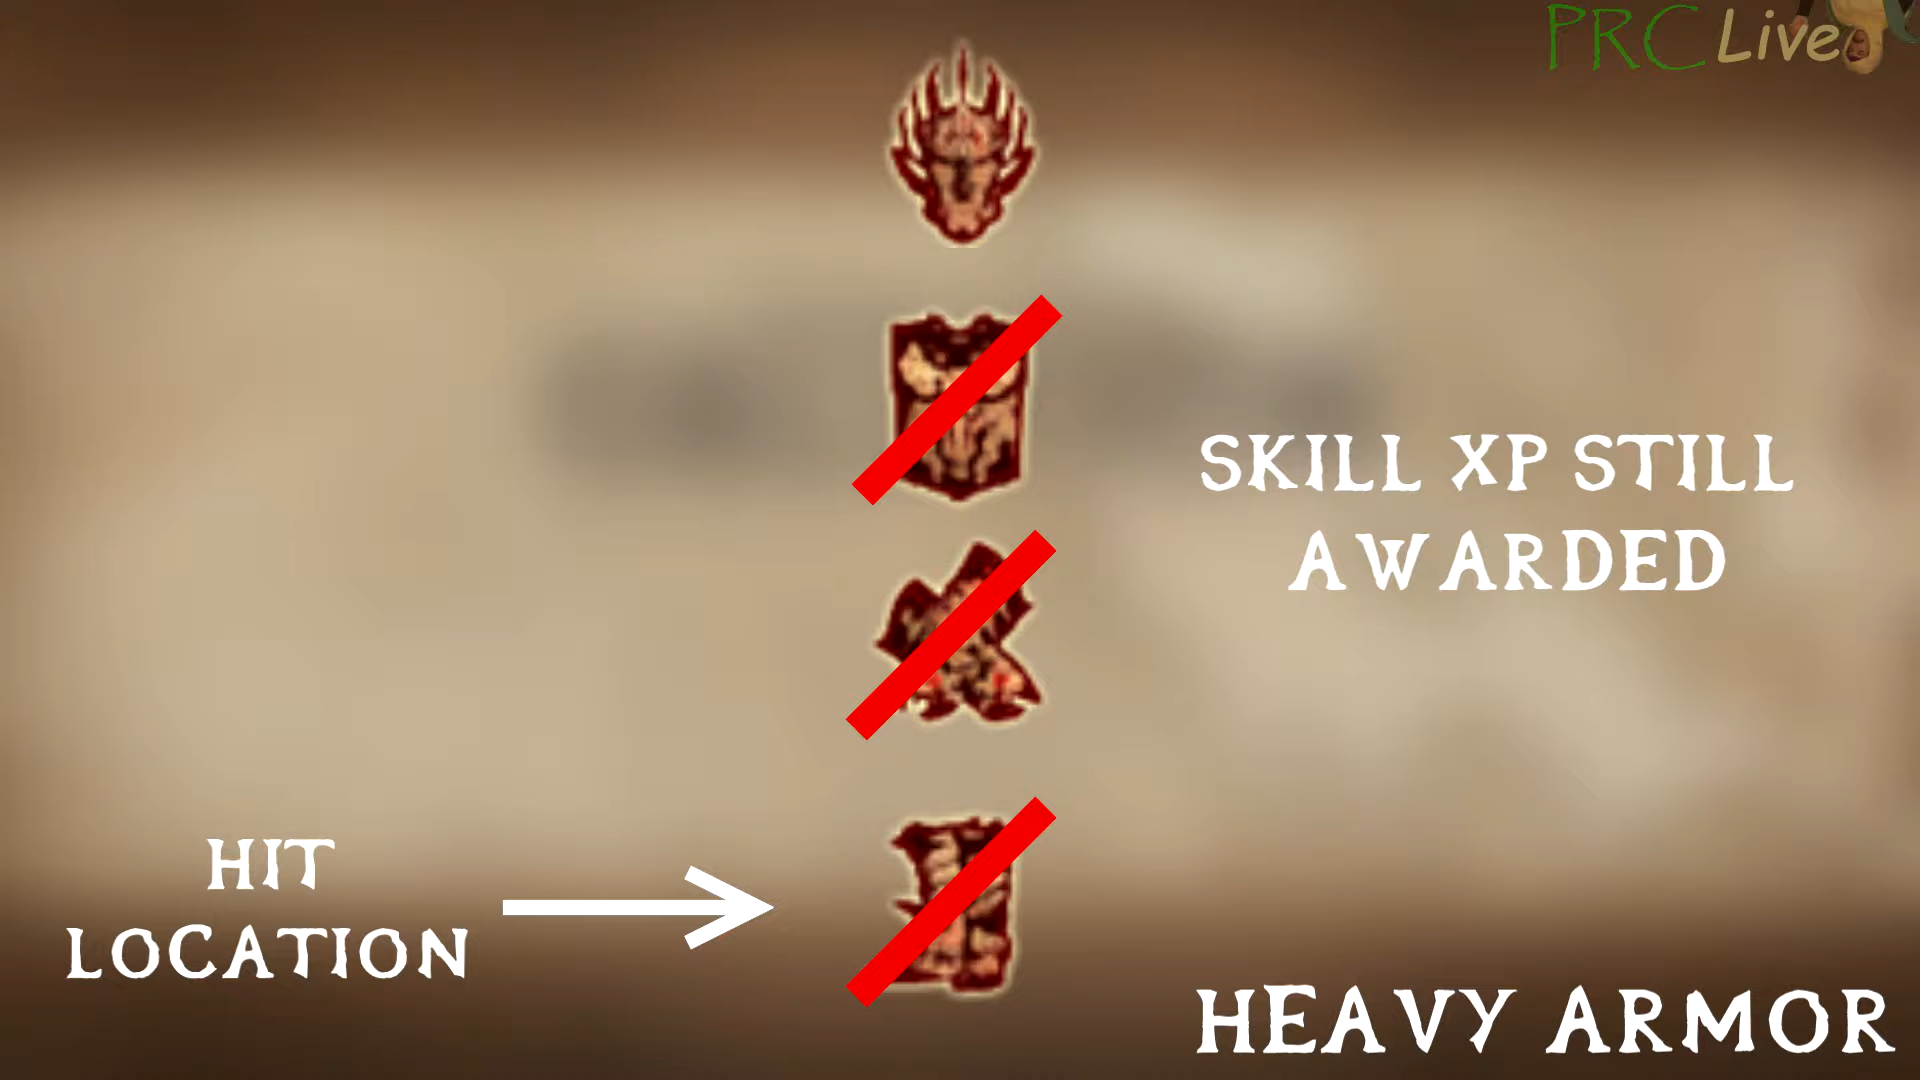 PRC Live
SKILL XP STILL
AWARDED
HIT
LOCATION
HEAVY ARMOR